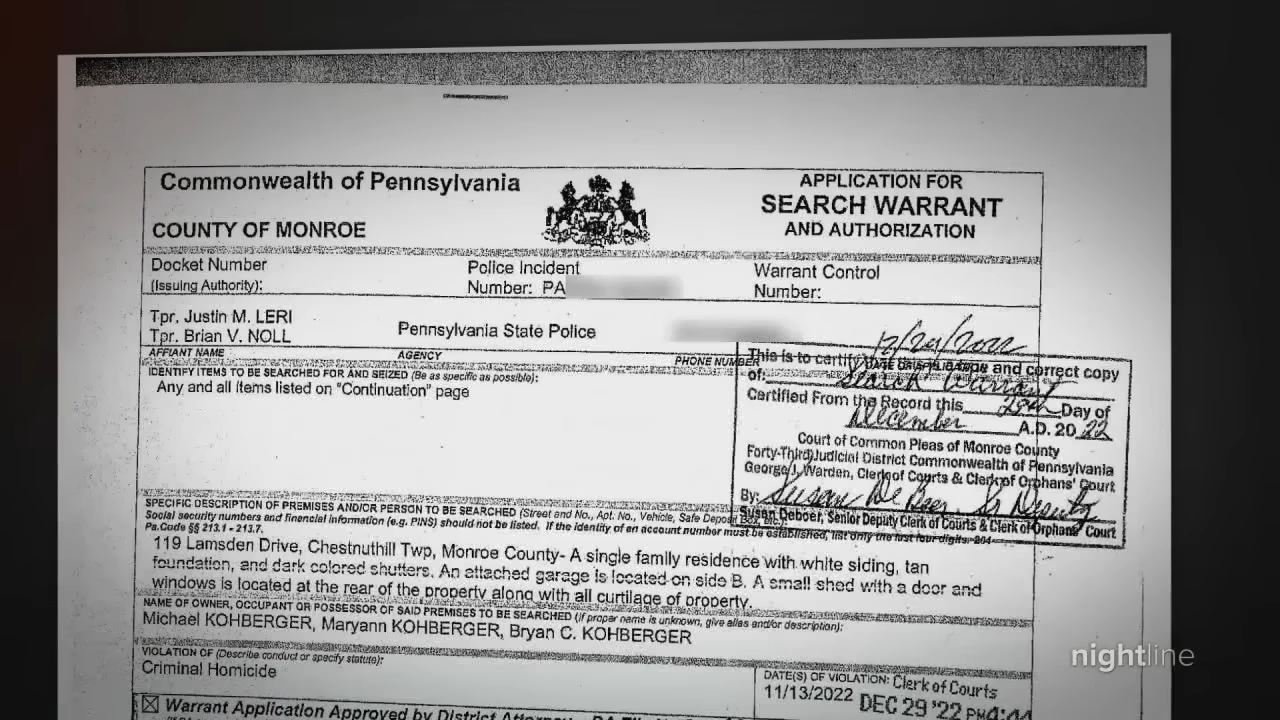 Commonwealth of Pennsylvania
COUNTY OF MONROE
APPLICATION FOR
SEARCH WARRANT
AND AUTHORIZATION
Docket Number
(Issuing Authority):
Police Incident
Number: PA
Warrant Control
Number:
Tpr. Justin M. LERI
Tpr. Brian V. NOLL
Pennsylvania State Police
AFFIANT NAME
AGENCY
PHONE NUMBER
12/29/2022
IDENTIFY ITEMS TO BE SEARCHED FOR AND SEIZED (Be as specific as possible):
Any and all items listed on "Continuation" page
This is to certify that this is a true and correct copy
of: Search Warrant
Certified From the Record this 29th Day of
December A.D. 20 22
Court of Common Pleas of Monroe County
Forty-Third Judicial District Commonwealth of Pennsylvania
George J. Warden, Clerk of Courts & Clerk of Orphans' Court
By: Susan DeBoer Sr Deputy
Susan Deboer, Senior Deputy Clerk of Courts & Clerk of Orphans' Court
SPECIFIC DESCRIPTION OF PREMISES AND/OR PERSON TO BE SEARCHED (Street and No., Apt. No., Vehicle, Safe Deposit Box, etc.):
Social security numbers and financial information (e.g. PINS) should not be listed. If the identity of an account number must be established, list only the last four digits. 204
Pa.Code §§ 213.1 - 213.7.
119 Lamsden Drive, Chestnuthill Twp, Monroe County- A single family residence with white siding, tan
foundation, and dark colored shutters. An attached garage is located on side B. A small shed with a door and
windows is located at the rear of the property along with all curtilage of property.
NAME OF OWNER, OCCUPANT OR POSSESSOR OF SAID PREMISES TO BE SEARCHED (If proper name is unknown, give alias and/or description):
Michael KOHBERGER, Maryann KOHBERGER, Bryan C. KOHBERGER
VIOLATION OF (Describe conduct or specify statute):
Criminal Homicide
DATE(S) OF VIOLATION:
11/13/2022
Clerk of Courts
DEC 29 '22 PM4:04
Warrant Application Approved by District Attorney
nightline